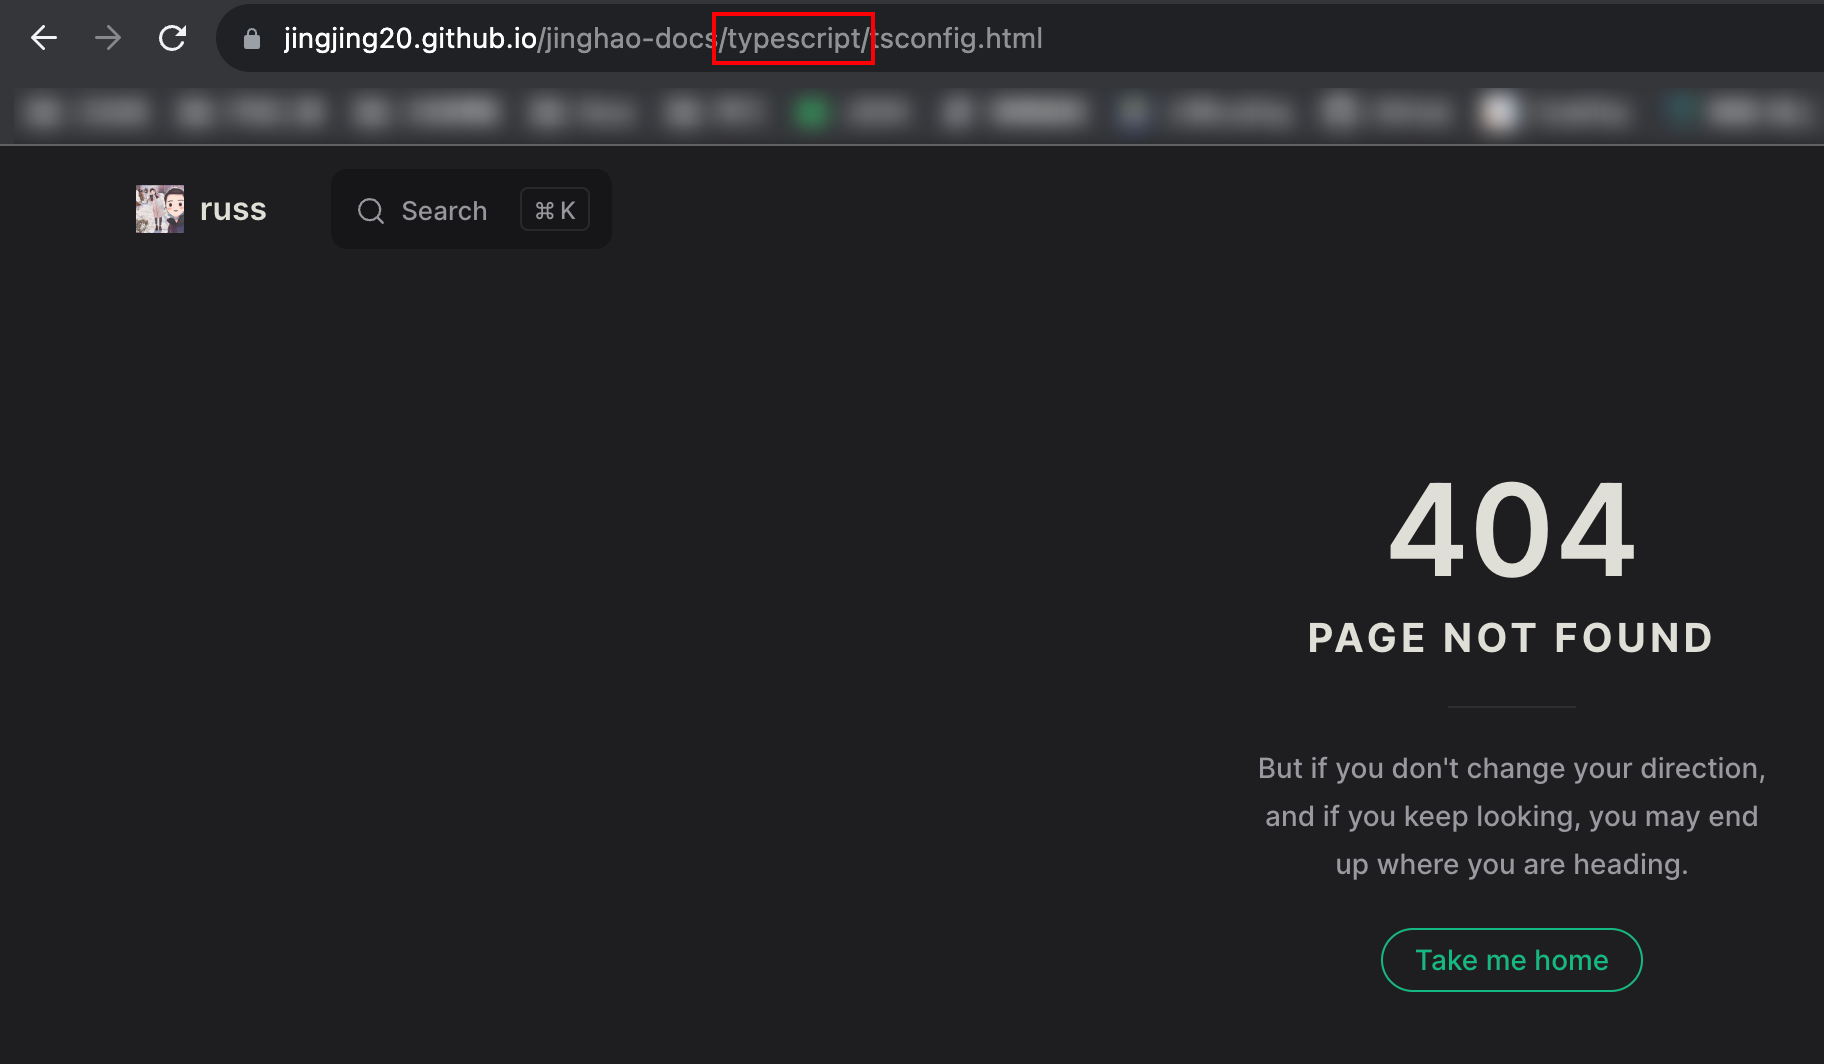 jingjing20.github.io/jinghao-docs/typescript/tsconfig.html
russ
Search ⌘ K
404
PAGE NOT FOUND
But if you don't change your direction,
and if you keep looking, you may end
up where you are heading.
Take me home